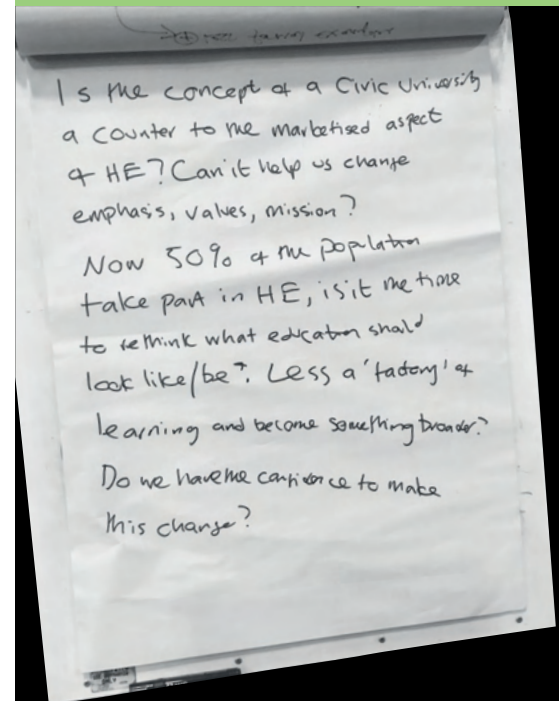 tax exemptions
Is the concept of a Civic University
a counter to the marketised aspect
of HE? Can it help us change
emphasis, values, mission?
Now 50% of the population
take part in HE, is it the time
to rethink what education should
look like/be? Less a 'factory' of
learning and become something broader?
Do we have the confidence to make
this change?